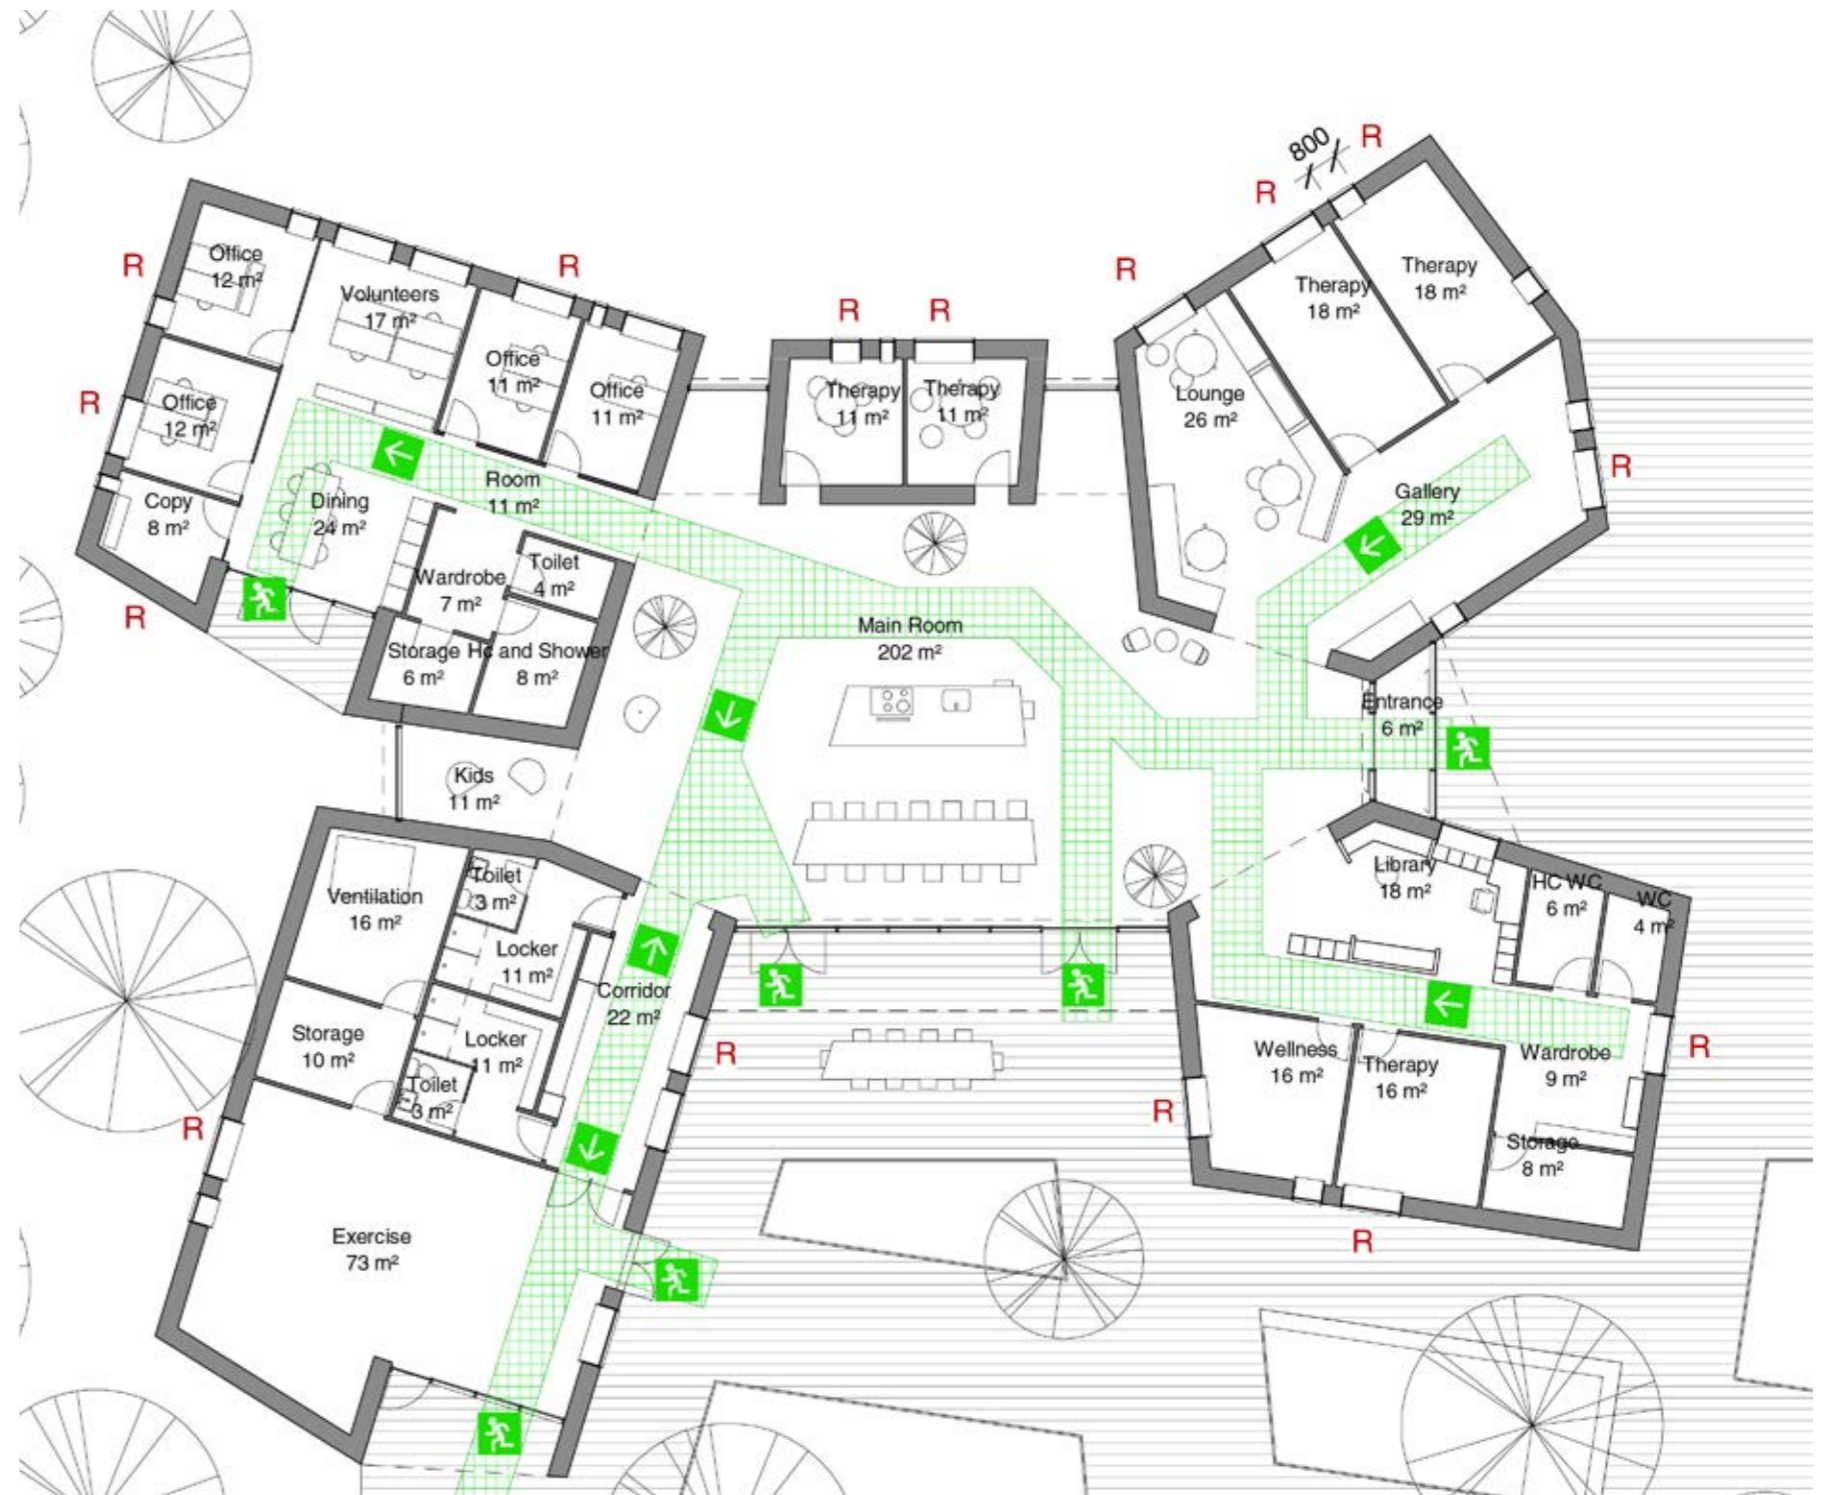 800
R
R
R
R
R
R
R
Office
12 m²
Volunteers
17 m²
Office
11 m²
Office
11 m²
Therapy
11 m²
Therapy
11 m²
Lounge
26 m²
Therapy
18 m²
Therapy
18 m²
R
Office
12 m²
Copy
8 m²
Dining
24 m²
Room
11 m²
Gallery
29 m²
R
R
Wardrobe
7 m²
Toilet
4 m²
Storage
6 m²
Hc and Shower
8 m²
Main Room
202 m²
Entrance
6 m²
Kids
11 m²
Ventilation
16 m²
Toilet
3 m²
Locker
11 m²
Corridor
22 m²
Library
18 m²
HC WC
6 m²
WC
4 m²
Storage
10 m²
Locker
11 m²
Toilet
3 m²
R
R
R
Wellness
16 m²
Therapy
16 m²
Wardrobe
9 m²
R
Storage
8 m²
R
Exercise
73 m²
R